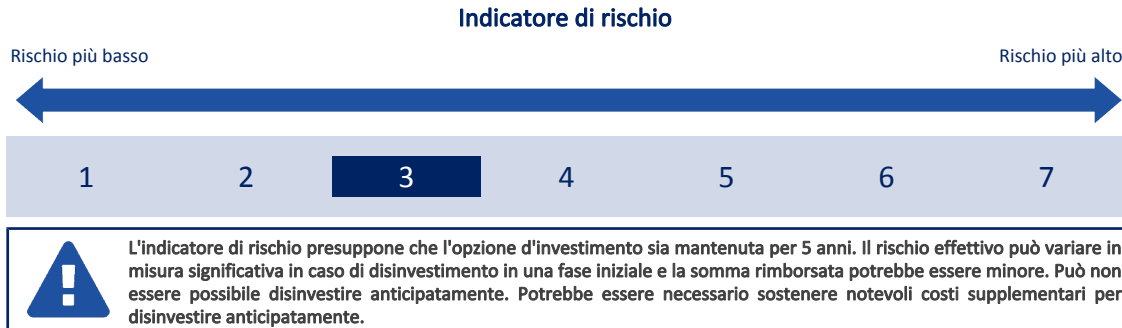 Indicatore di rischio
Rischio più basso
Rischio più alto
1 2 3 4 5 6 7
L'indicatore di rischio presuppone che l'opzione d'investimento sia mantenuta per 5 anni. Il rischio effettivo può variare in
misura significativa in caso di disinvestimento in una fase iniziale e la somma rimborsata potrebbe essere minore. Può non
essere possibile disinvestire anticipatamente. Potrebbe essere necessario sostenere notevoli costi supplementari per
disinvestire anticipatamente.